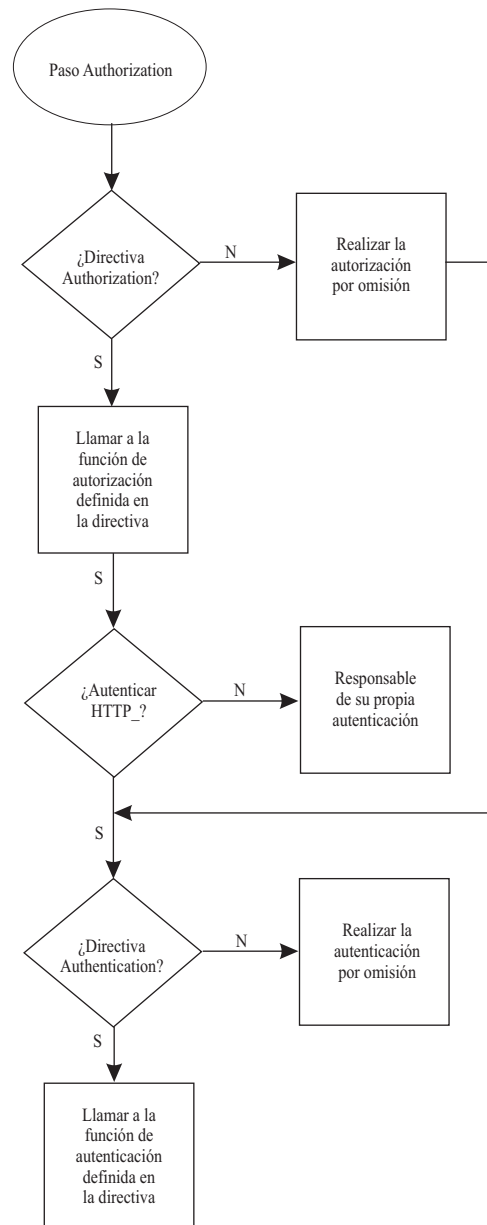 Paso Authorization
¿Directiva
Authorization?
N
Realizar la
autorización
por omisión
S
Llamar a la
función de
autorización
definida en
la directiva
S
¿Autenticar
HTTP_?
N
Responsable
de su propia
autenticación
S
¿Directiva
Authentication?
N
Realizar la
autenticación
por omisión
S
Llamar a la
función de
autenticación
definida en
la directiva